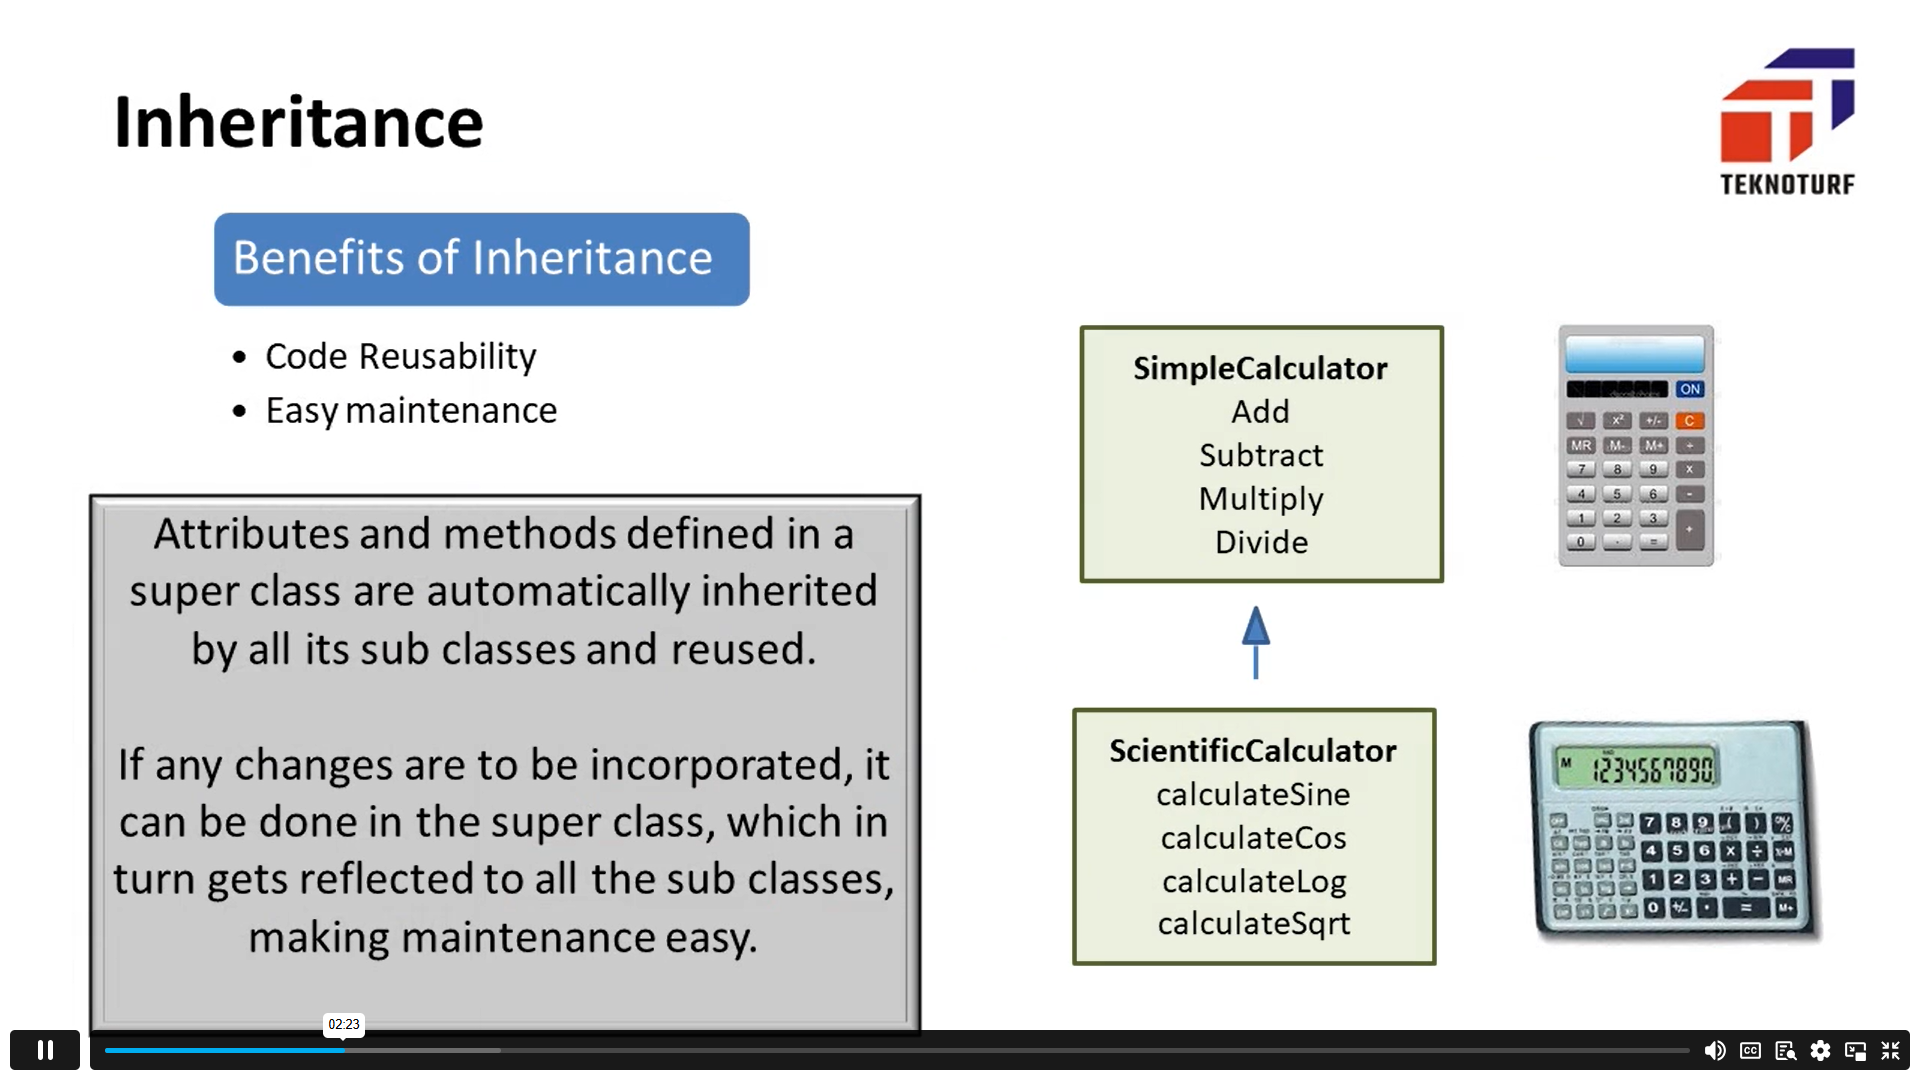 Inheritance
TEKNOTURF
Benefits of Inheritance
• Code Reusability
• Easy maintenance
Attributes and methods defined in a
super class are automatically inherited
by all its sub classes and reused.
If any changes are to be incorporated, it
can be done in the super class, which in
turn gets reflected to all the sub classes,
making maintenance easy.
SimpleCalculator
Add
Subtract
Multiply
Divide
ON
√ x² +/- C
MR M- M+ ÷
7 8 9 x
4 5 6 -
1 2 3 +
0 . =
ScientificCalculator
calculateSine
calculateCos
calculateLog
calculateSqrt
M 1234567890.
7 8 9 ( )
4 5 6 × ÷
1 2 3 + − MR
0 +/− • = M+
02:23
CC